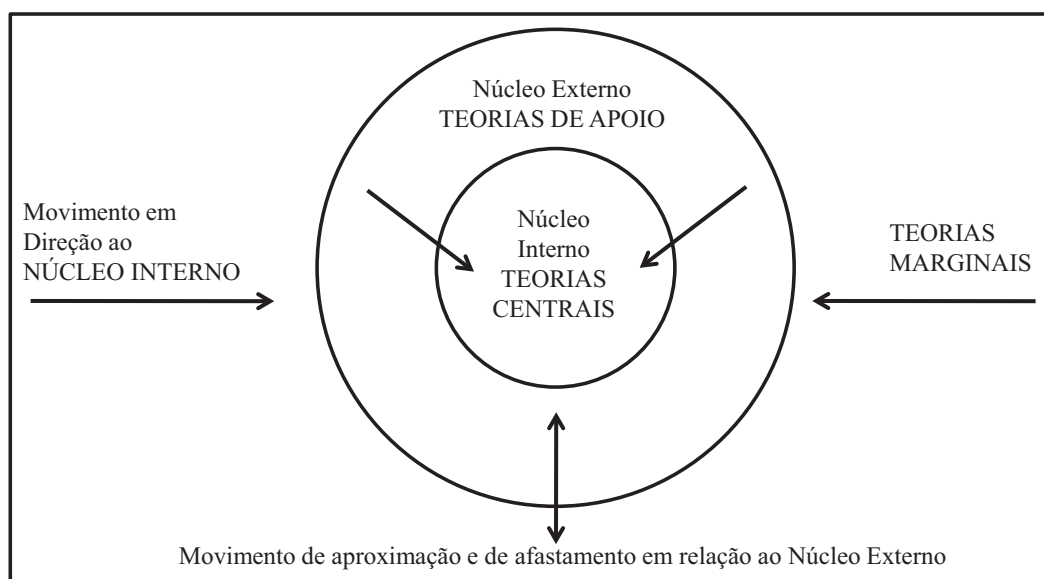 Núcleo Externo
TEORIAS DE APOIO
Movimento em
Direção ao
NÚCLEO INTERNO
Núcleo
Interno
TEORIAS
CENTRAIS
TEORIAS
MARGINAIS
Movimento de aproximação e de afastamento em relação ao Núcleo Externo